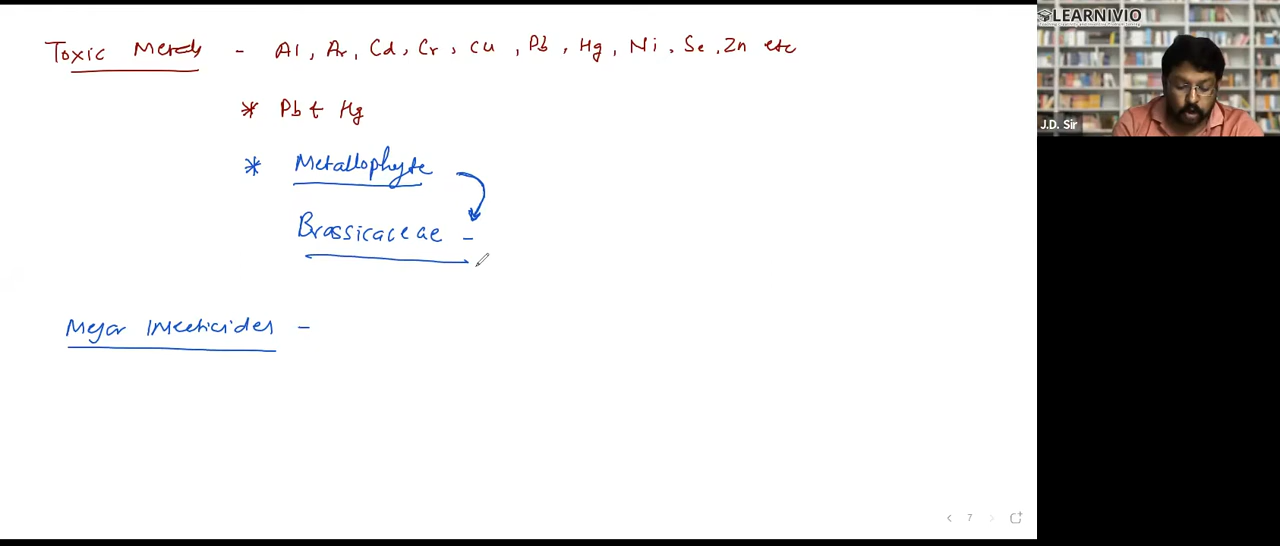 Toxic Metals - Al, Ar, Cd, Cr, Cu, Pb, Hg, Ni, Se, Zn etc
* Pb & Hg
* Metallophyte
Brassicaceae -
Major Insecticides -
LEARNIVIO
J.D. Sir
7